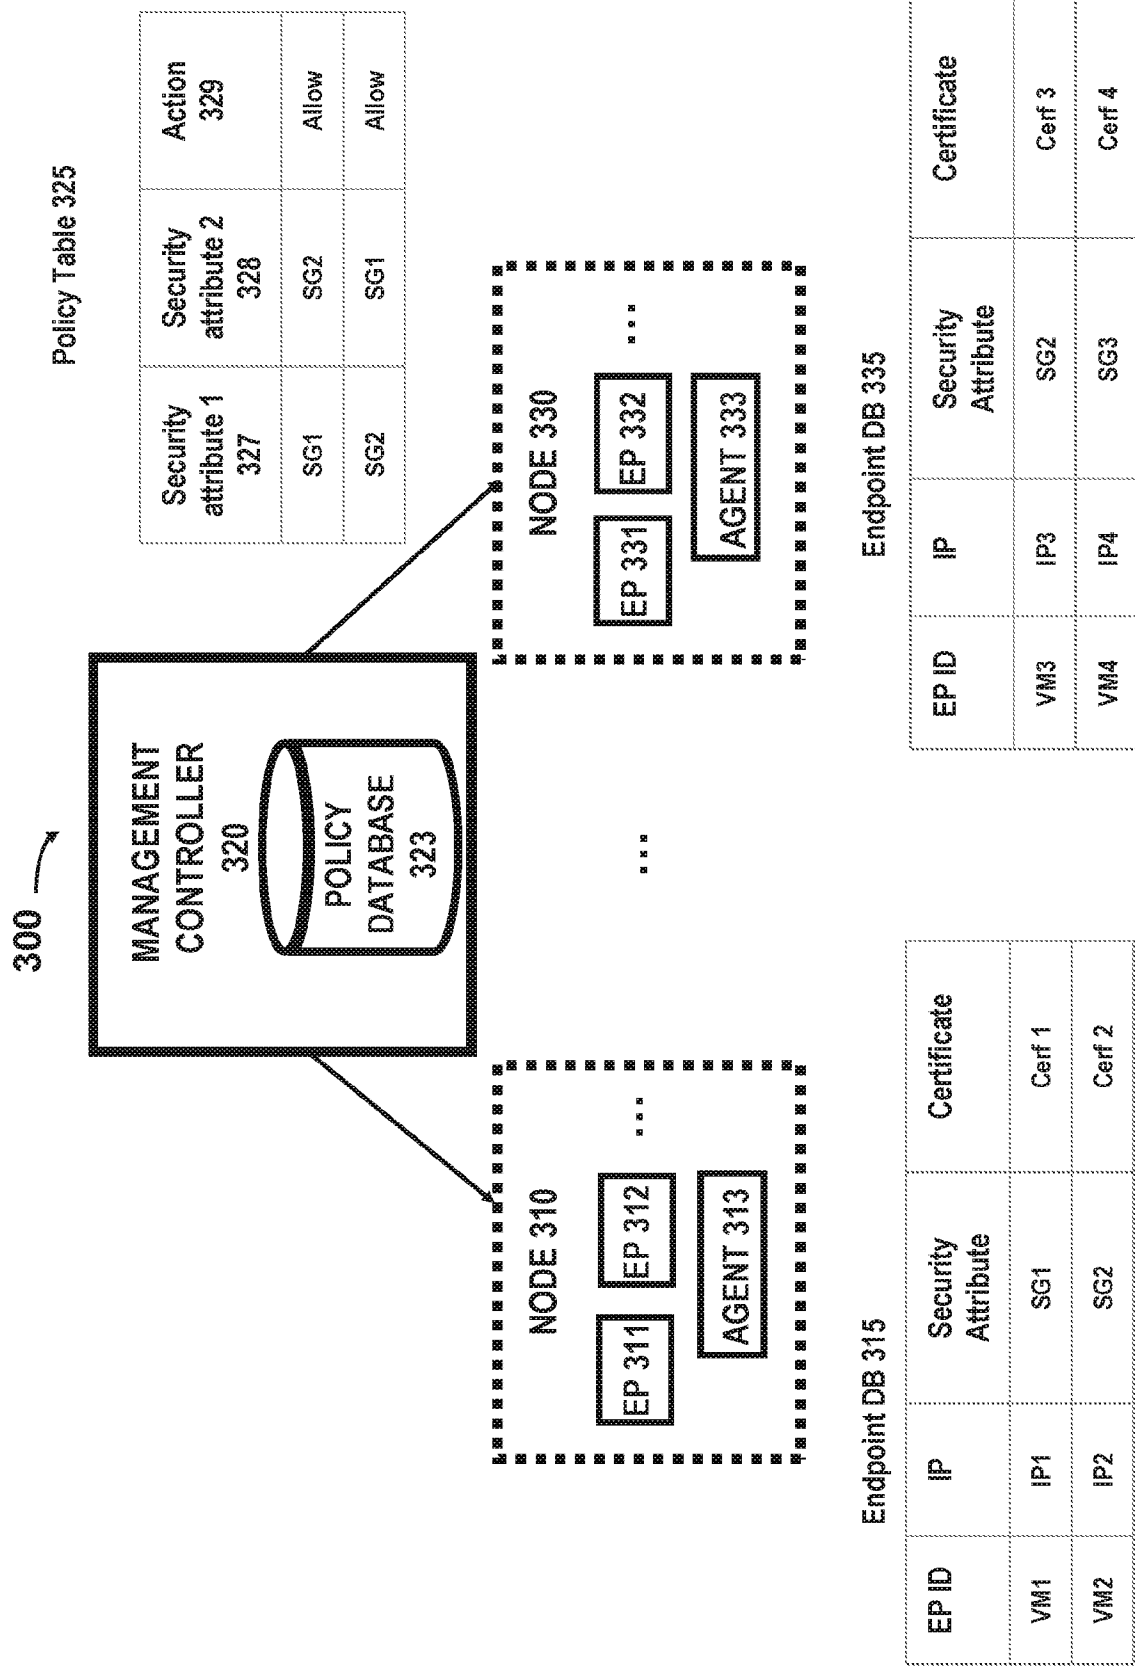 300
Policy Table 325
MANAGEMENT
CONTROLLER
320
POLICY
DATABASE
323
Security
attribute 1
327
Security
attribute 2
328
Action
329
SG1
SG2
Allow
SG2
SG1
Allow
NODE 310
EP 311
EP 312
...
AGENT 313
...
NODE 330
EP 331
EP 332
...
AGENT 333
Endpoint DB 315
EP ID
IP
Security
Attribute
Certificate
VM1
IP1
SG1
Cerf 1
VM2
IP2
SG2
Cerf 2
Endpoint DB 335
EP ID
IP
Security
Attribute
Certificate
VM3
IP3
SG2
Cerf 3
VM4
IP4
SG3
Cerf 4